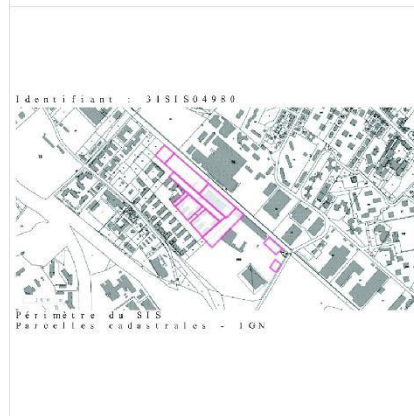 Identifiant : 31SIS04980
Périmètre du SIS
Parcelles cadastrales - IGN